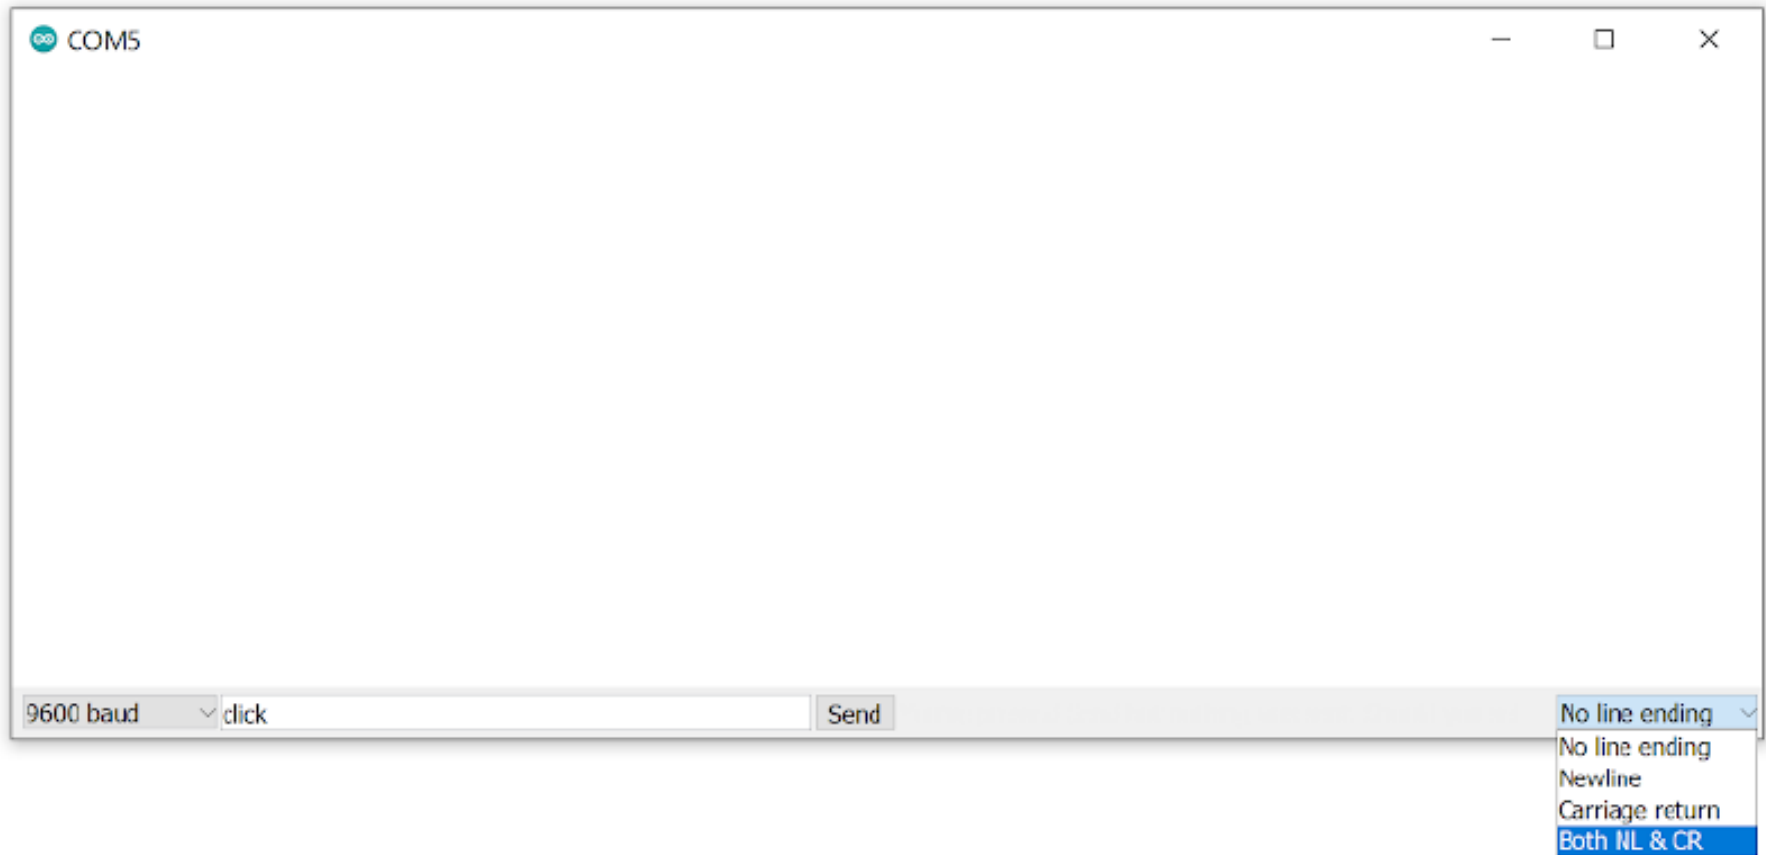 COM5
9600 baud click Send No line ending
No line ending
Newline
Carriage return
Both NL & CR